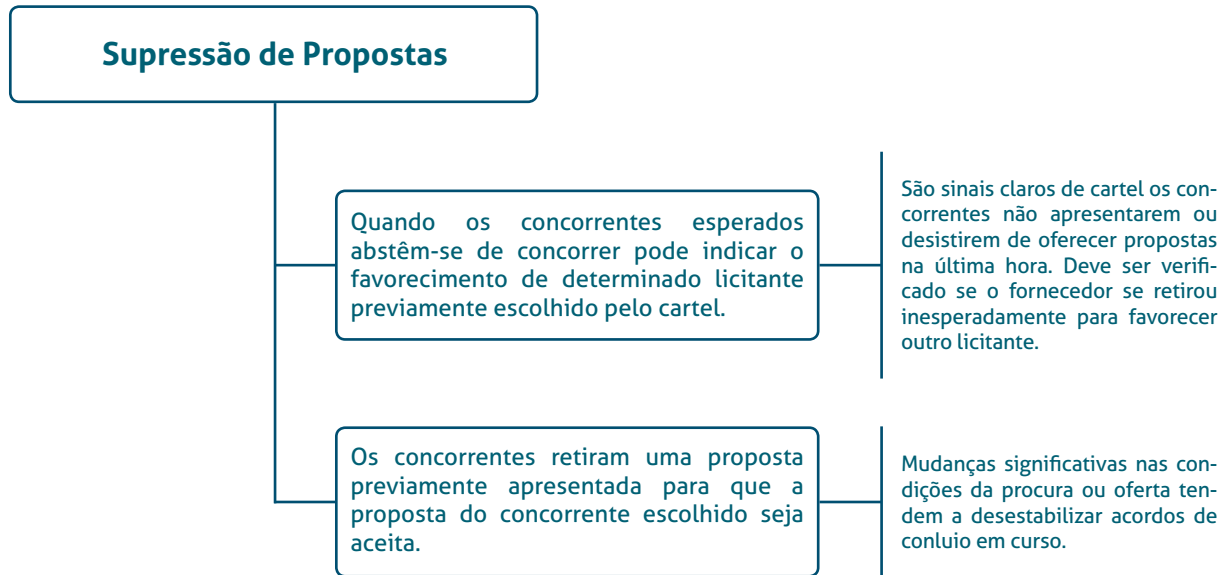 Supressão de Propostas
Quando os concorrentes esperados
abstêm-se de concorrer pode indicar o
favorecimento de determinado licitante
previamente escolhido pelo cartel.
São sinais claros de cartel os con-
correntes não apresentarem ou
desistirem de oferecer propostas
na última hora. Deve ser verifi-
cado se o fornecedor se retirou
inesperadamente para favorecer
outro licitante.
Os concorrentes retiram uma proposta
previamente apresentada para que a
proposta do concorrente escolhido seja
aceita.
Mudanças significativas nas con-
dições da procura ou oferta ten-
dem a desestabilizar acordos de
conluio em curso.